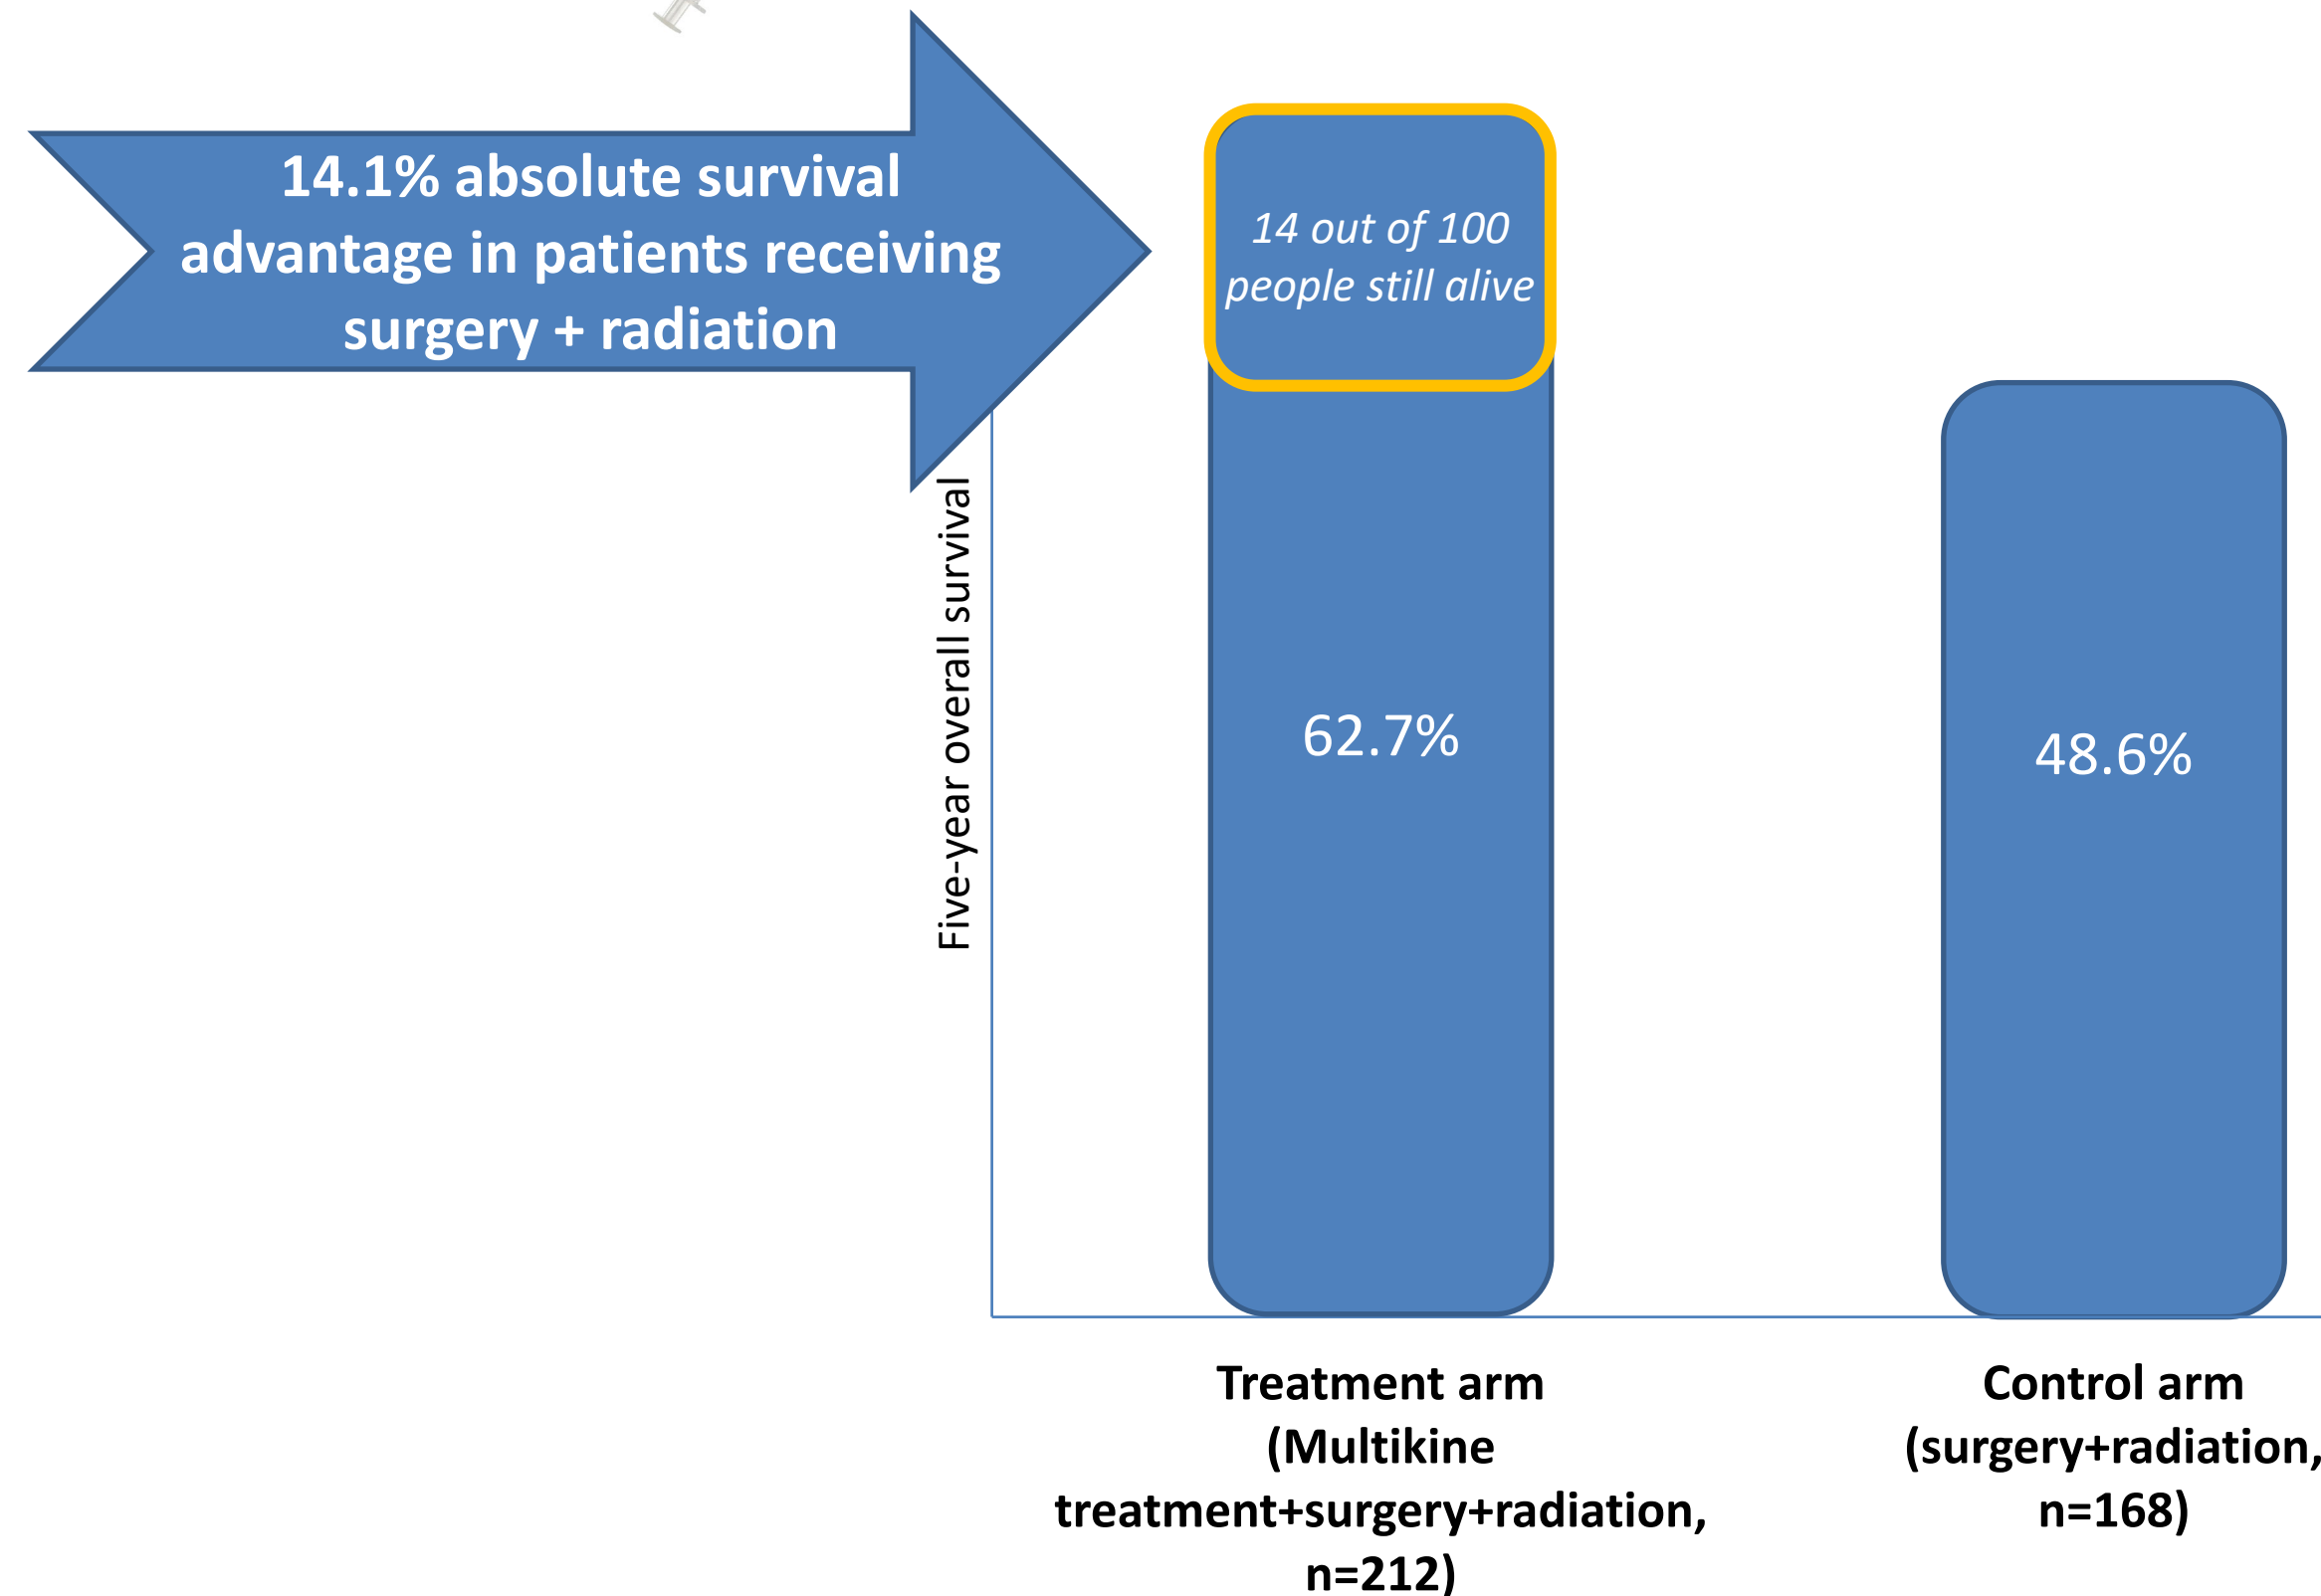 14.1% absolute survival
advantage in patients receiving
surgery + radiation
14 out of 100
people still alive
Five-year overall survival
62.7%
48.6%
Treatment arm
(Multikine
treatment+surgery+radiation,
n=212)
Control arm
(surgery+radiation,
n=168)